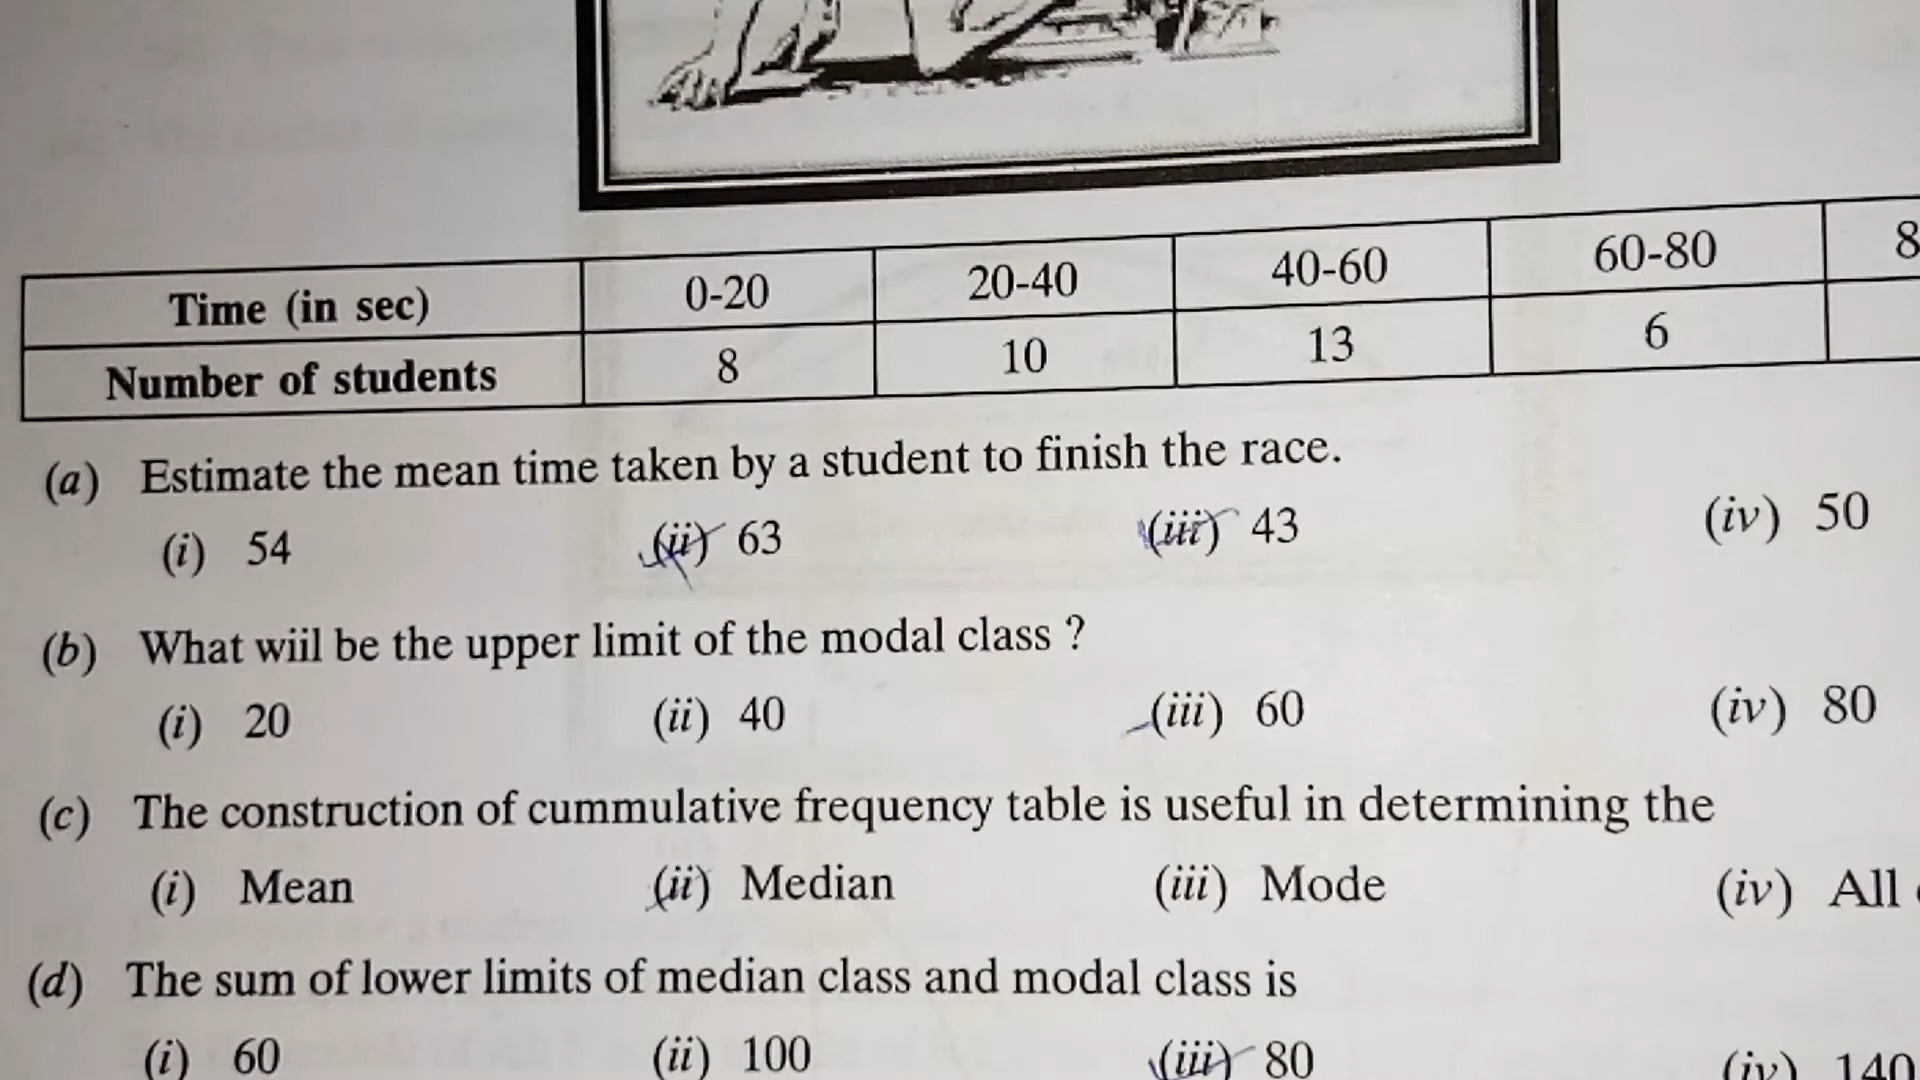 Time (in sec) 0-20 20-40 40-60 60-80 8
Number of students 8 10 13 6
(a) Estimate the mean time taken by a student to finish the race.
(i) 54 (ii) 63 (iii) 43 (iv) 50
(b) What wiil be the upper limit of the modal class ?
(i) 20 (ii) 40 (iii) 60 (iv) 80
(c) The construction of cummulative frequency table is useful in determining the
(i) Mean (ii) Median (iii) Mode (iv) All
(d) The sum of lower limits of median class and modal class is
(i) 60 (ii) 100 (iii) 80 (iv) 140